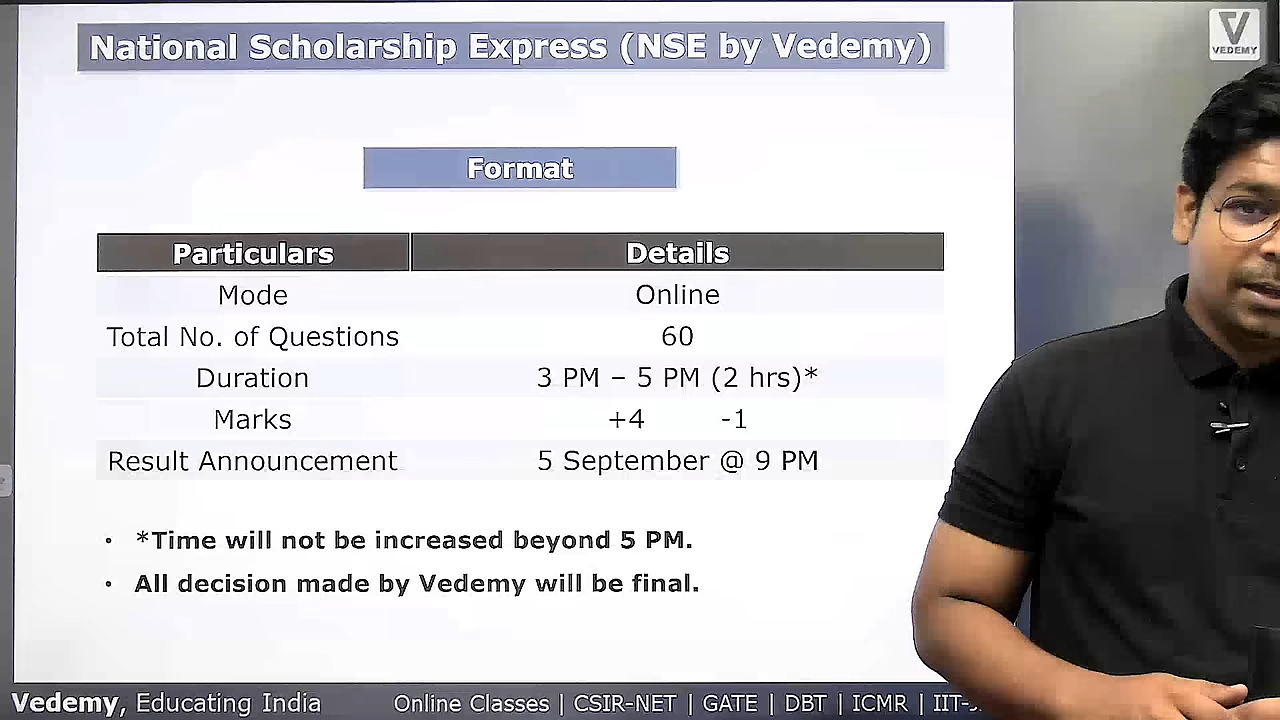 National Scholarship Express (NSE by Vedemy)
VEDEMY
Format
Particulars Details
Mode Online
Total No. of Questions 60
Duration 3 PM – 5 PM (2 hrs)*
Marks +4 -1
Result Announcement 5 September @ 9 PM
• *Time will not be increased beyond 5 PM.
• All decision made by Vedemy will be final.
Vedemy, Educating India Online Classes | CSIR-NET | GATE | DBT | ICMR |